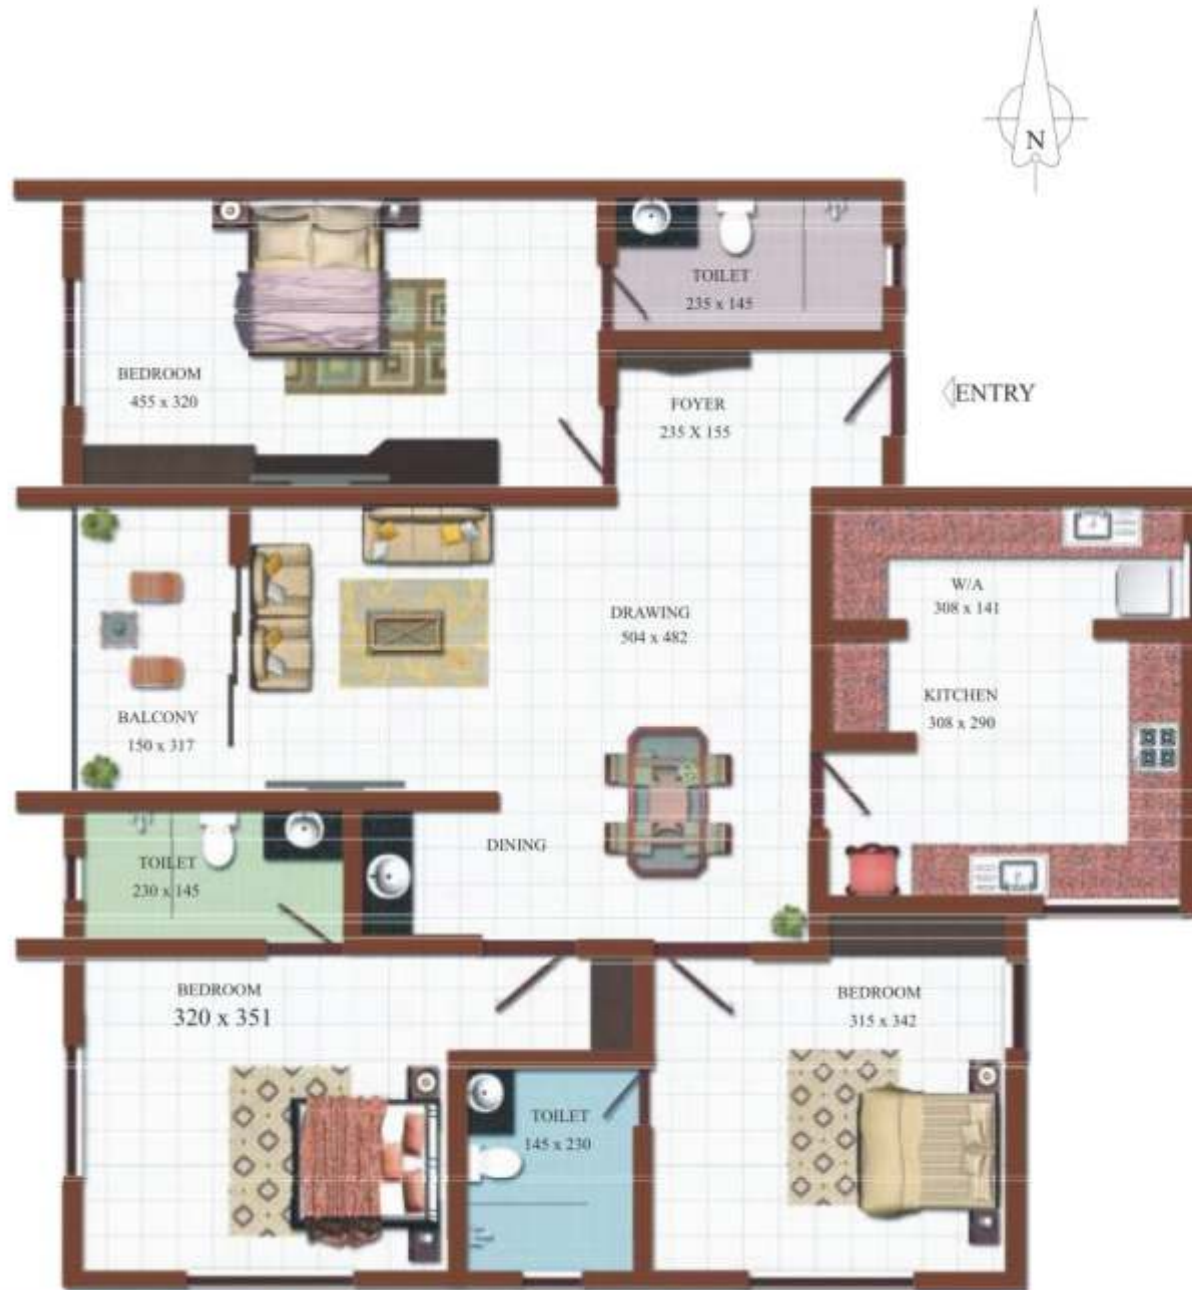 N
TOILET
235 x 145
BEDROOM
455 x 320
FOYER
235 X 155
ENTRY
W/A
308 x 141
DRAWING
504 x 482
KITCHEN
308 x 290
BALCONY
150 x 317
DINING
TOILET
230 x 145
BEDROOM
320 x 351
BEDROOM
315 x 342
TOILET
145 x 230